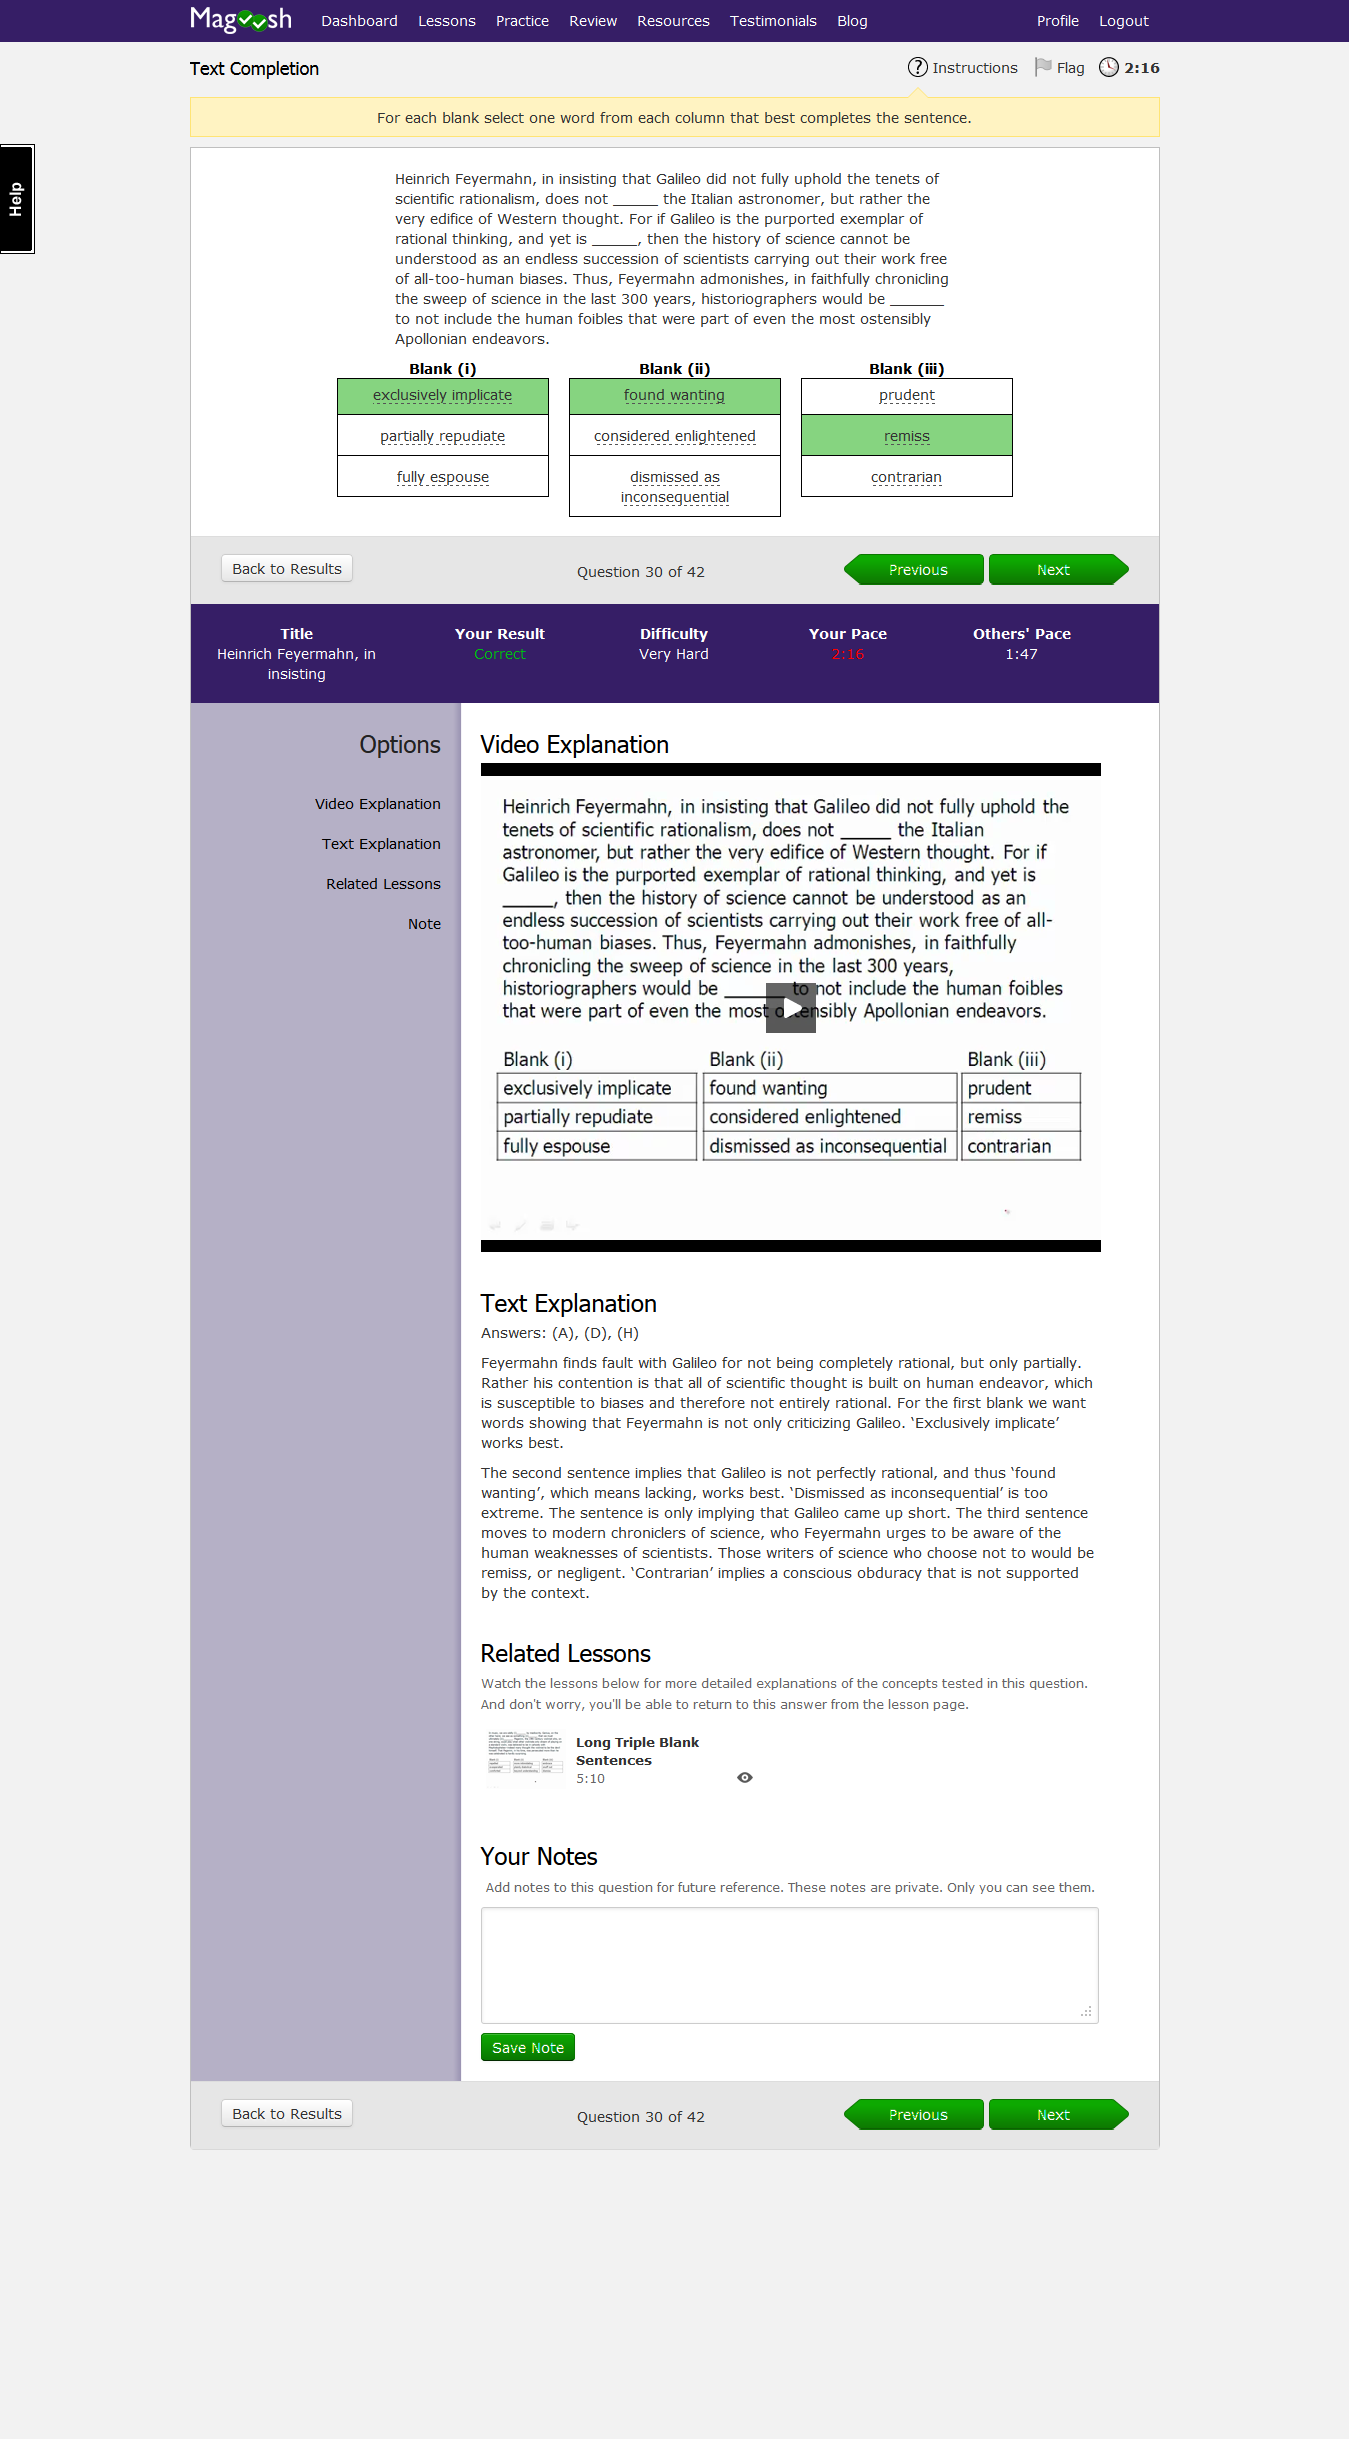 Magoosh Dashboard Lessons Practice Review Resources Testimonials Blog Profile Logout
Text Completion Instructions Flag 2:16
For each blank select one word from each column that best completes the sentence.
Help
Heinrich Feyermahn, in insisting that Galileo did not fully uphold the tenets of
scientific rationalism, does not ______ the Italian astronomer, but rather the
very edifice of Western thought. For if Galileo is the purported exemplar of
rational thinking, and yet is ______, then the history of science cannot be
understood as an endless succession of scientists carrying out their work free
of all-too-human biases. Thus, Feyermahn admonishes, in faithfully chronicling
the sweep of science in the last 300 years, historiographers would be _______
to not include the human foibles that were part of even the most ostensibly
Apollonian endeavors.
Blank (i) Blank (ii) Blank (iii)
exclusively implicate found wanting prudent
partially repudiate considered enlightened remiss
fully espouse dismissed as contrarian
inconsequential
Back to Results Question 30 of 42 Previous Next
Title Your Result Difficulty Your Pace Others' Pace
Heinrich Feyermahn, in Correct Very Hard 2:16 1:47
insisting
Options
Video Explanation
Text Explanation
Related Lessons
Note
Video Explanation
Heinrich Feyermahn, in insisting that Galileo did not fully uphold the
tenets of scientific rationalism, does not _____ the Italian
astronomer, but rather the very edifice of Western thought. For if
Galileo is the purported exemplar of rational thinking, and yet is
_____, then the history of science cannot be understood as an
endless succession of scientists carrying out their work free of all-
too-human biases. Thus, Feyermahn admonishes, in faithfully
chronicling the sweep of science in the last 300 years,
historiographers would be ______ to not include the human foibles
that were part of even the most ostensibly Apollonian endeavors.
Blank (i) Blank (ii) Blank (iii)
exclusively implicate found wanting prudent
partially repudiate considered enlightened remiss
fully espouse dismissed as inconsequential contrarian
Text Explanation
Answers: (A), (D), (H)
Feyermahn finds fault with Galileo for not being completely rational, but only partially.
Rather his contention is that all of scientific thought is built on human endeavor, which
is susceptible to biases and therefore not entirely rational. For the first blank we want
words showing that Feyermahn is not only criticizing Galileo. ‘Exclusively implicate’
works best.
The second sentence implies that Galileo is not perfectly rational, and thus ‘found
wanting’, which means lacking, works best. ‘Dismissed as inconsequential’ is too
extreme. The sentence is only implying that Galileo came up short. The third sentence
moves to modern chroniclers of science, who Feyermahn urges to be aware of the
human weaknesses of scientists. Those writers of science who choose not to would be
remiss, or negligent. ‘Contrarian’ implies a conscious obduracy that is not supported
by the context.
Related Lessons
Watch the lessons below for more detailed explanations of the concepts tested in this question.
And don't worry, you'll be able to return to this answer from the lesson page.
Long Triple Blank
Sentences
5:10
Your Notes
Add notes to this question for future reference. These notes are private. Only you can see them.
Save Note
Back to Results Question 30 of 42 Previous Next